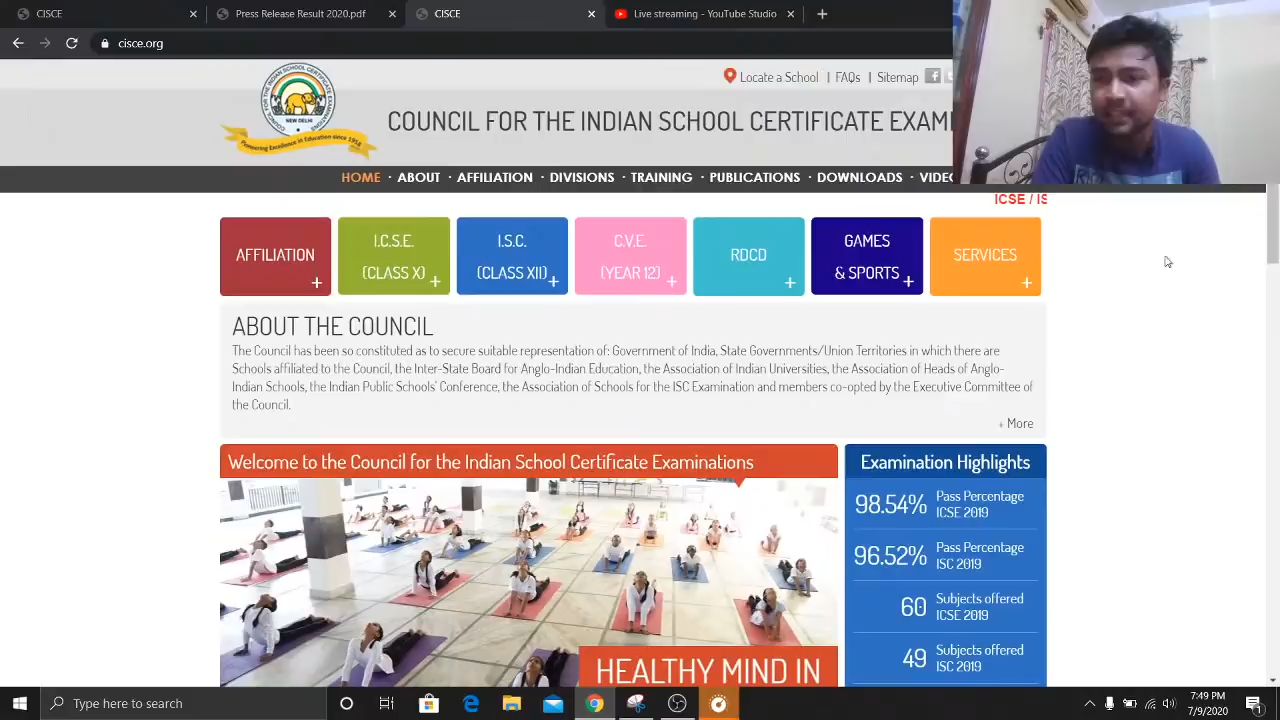 CISCE
Press Release Result 2020.pdf
CISCE
Live streaming - YouTube Studio
cisce.org
Locate a School | FAQs | Sitemap
NEW DELHI
Pioneering Excellence in Education since 1958
COUNCIL FOR THE INDIAN SCHOOL CERTIFICATE EXAMI
HOME · ABOUT · AFFILIATION · DIVISIONS · TRAINING · PUBLICATIONS · DOWNLOADS · VIDEO
ICSE / IS
AFFILIATION +
I.C.S.E. (CLASS X) +
I.S.C. (CLASS XII) +
C.V.E. (YEAR 12) +
RDCD +
GAMES & SPORTS +
SERVICES +
ABOUT THE COUNCIL
The Council has been so constituted as to secure suitable representation of: Government of India, State Governments/Union Territories in which there are
Schools affiliated to the Council, the Inter-State Board for Anglo-Indian Education, the Association of Indian Universities, the Association of Heads of Anglo-
Indian Schools, the Indian Public Schools' Conference, the Association of Schools for the ISC Examination and members co-opted by the Executive Committee of
the Council.
+ More
Welcome to the Council for the Indian School Certificate Examinations
HEALTHY MIND IN
Examination Highlights
98.54% Pass Percentage ICSE 2019
96.52% Pass Percentage ISC 2019
60 Subjects offered ICSE 2019
49 Subjects offered ISC 2019
Type here to search
7:49 PM
7/9/2020